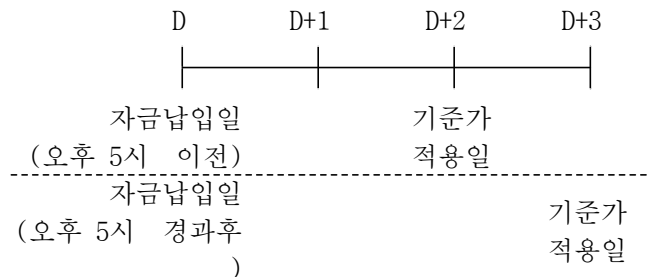 D D+1 D+2 D+3
자금납입일 기준가
(오후 5시 이전) 적용일
자금납입일
기준가
(오후 5시 경과후
적용일
)